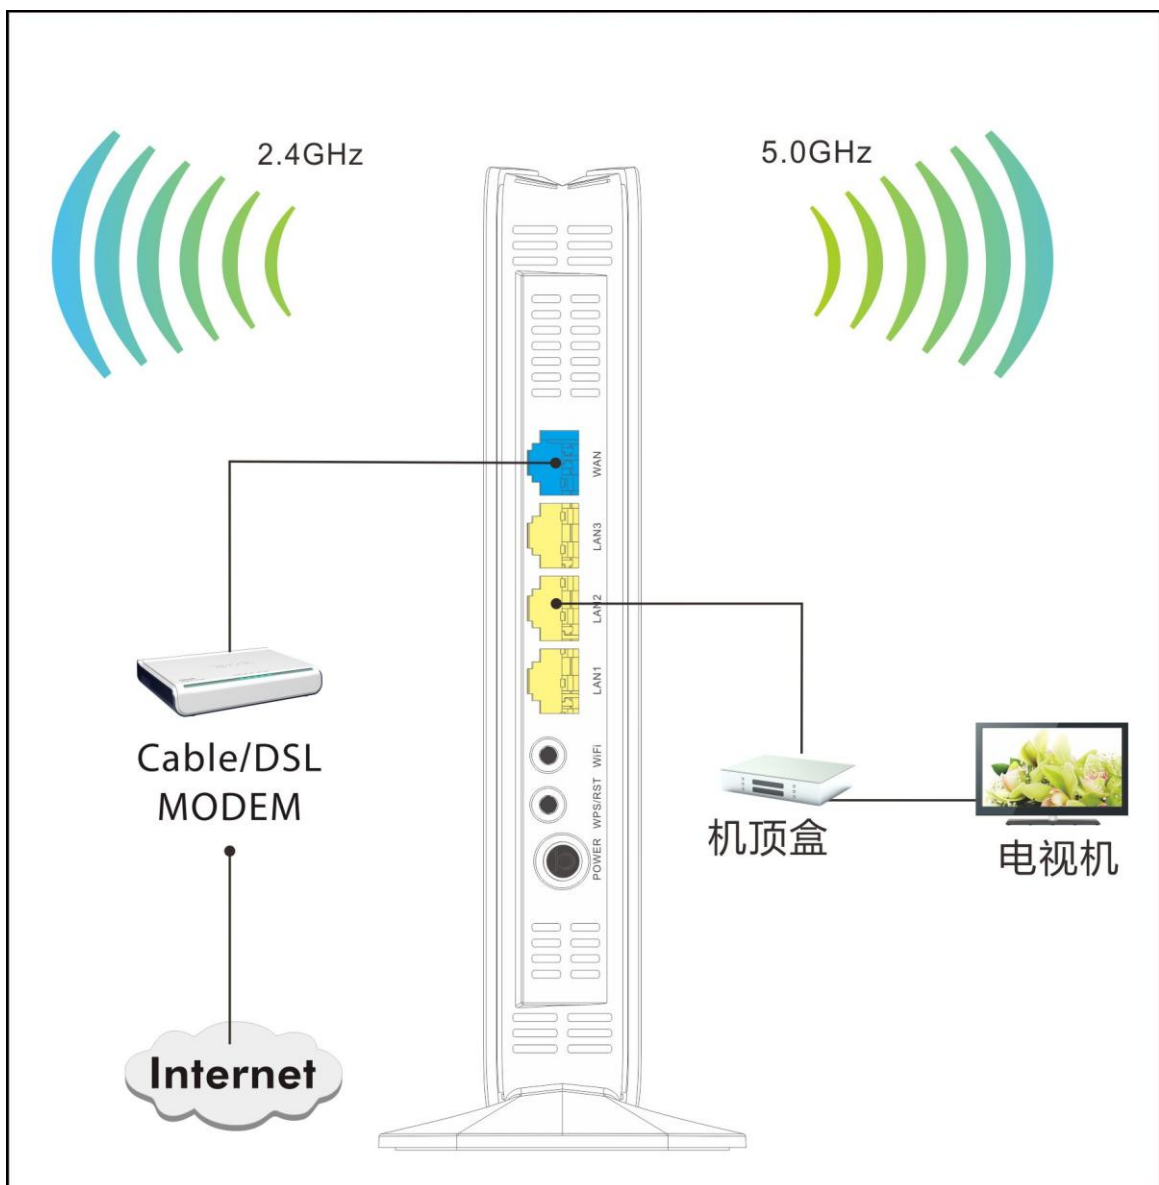 2.4GHz
5.0GHz
WAN
LAN3
LAN2
LAN1
WiFi
WPS/RST
POWER
Cable/DSL
MODEM
机顶盒
电视机
Internet